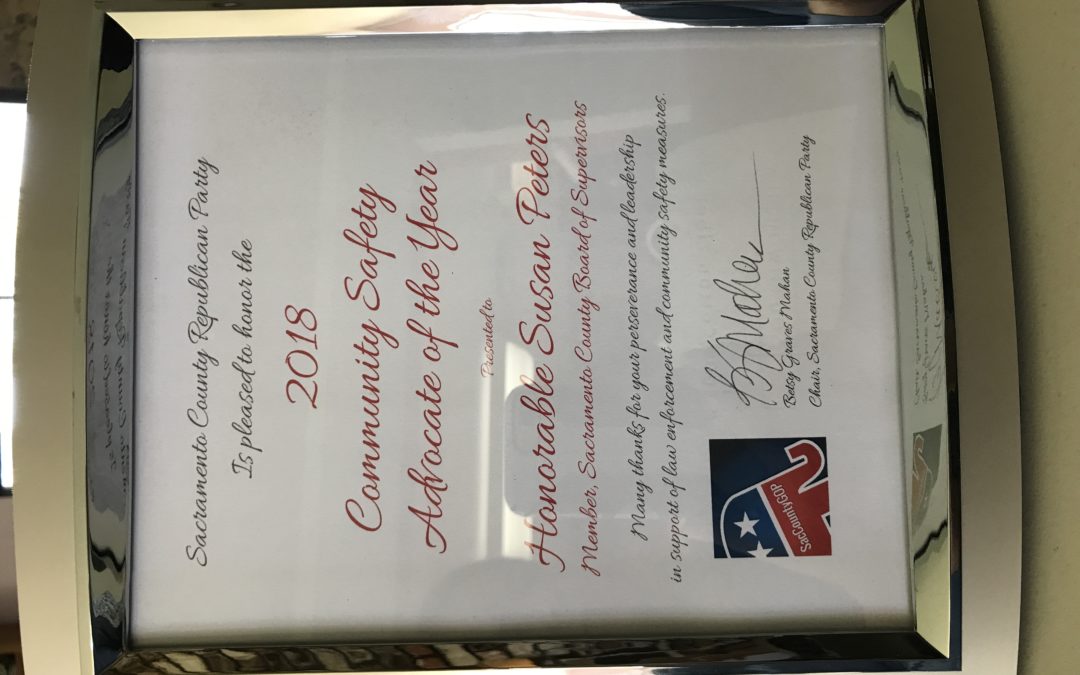 Sacramento County Republican Party
Is pleased to honor the
2018
Community Safety
Advocate of the Year
Presented to
Honorable Susan Peters
Member, Sacramento County Board of Supervisors
Many thanks for your perseverance and leadership
in support of law enforcement and community safety measures.
Betsy Graves Mahan
Chair, Sacramento County Republican Party
SacCountyGOP